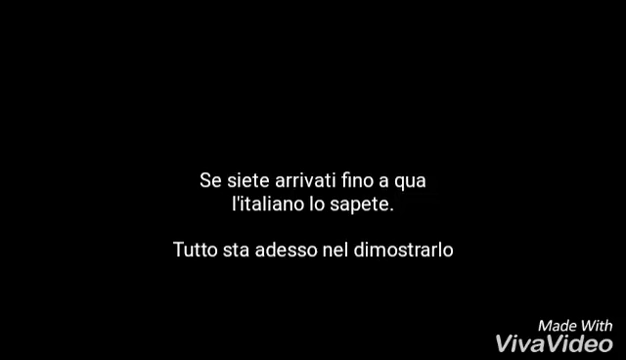 Se siete arrivati fino a qua
l'italiano lo sapete.
Tutto sta adesso nel dimostrarlo
Made With
VivaVideo